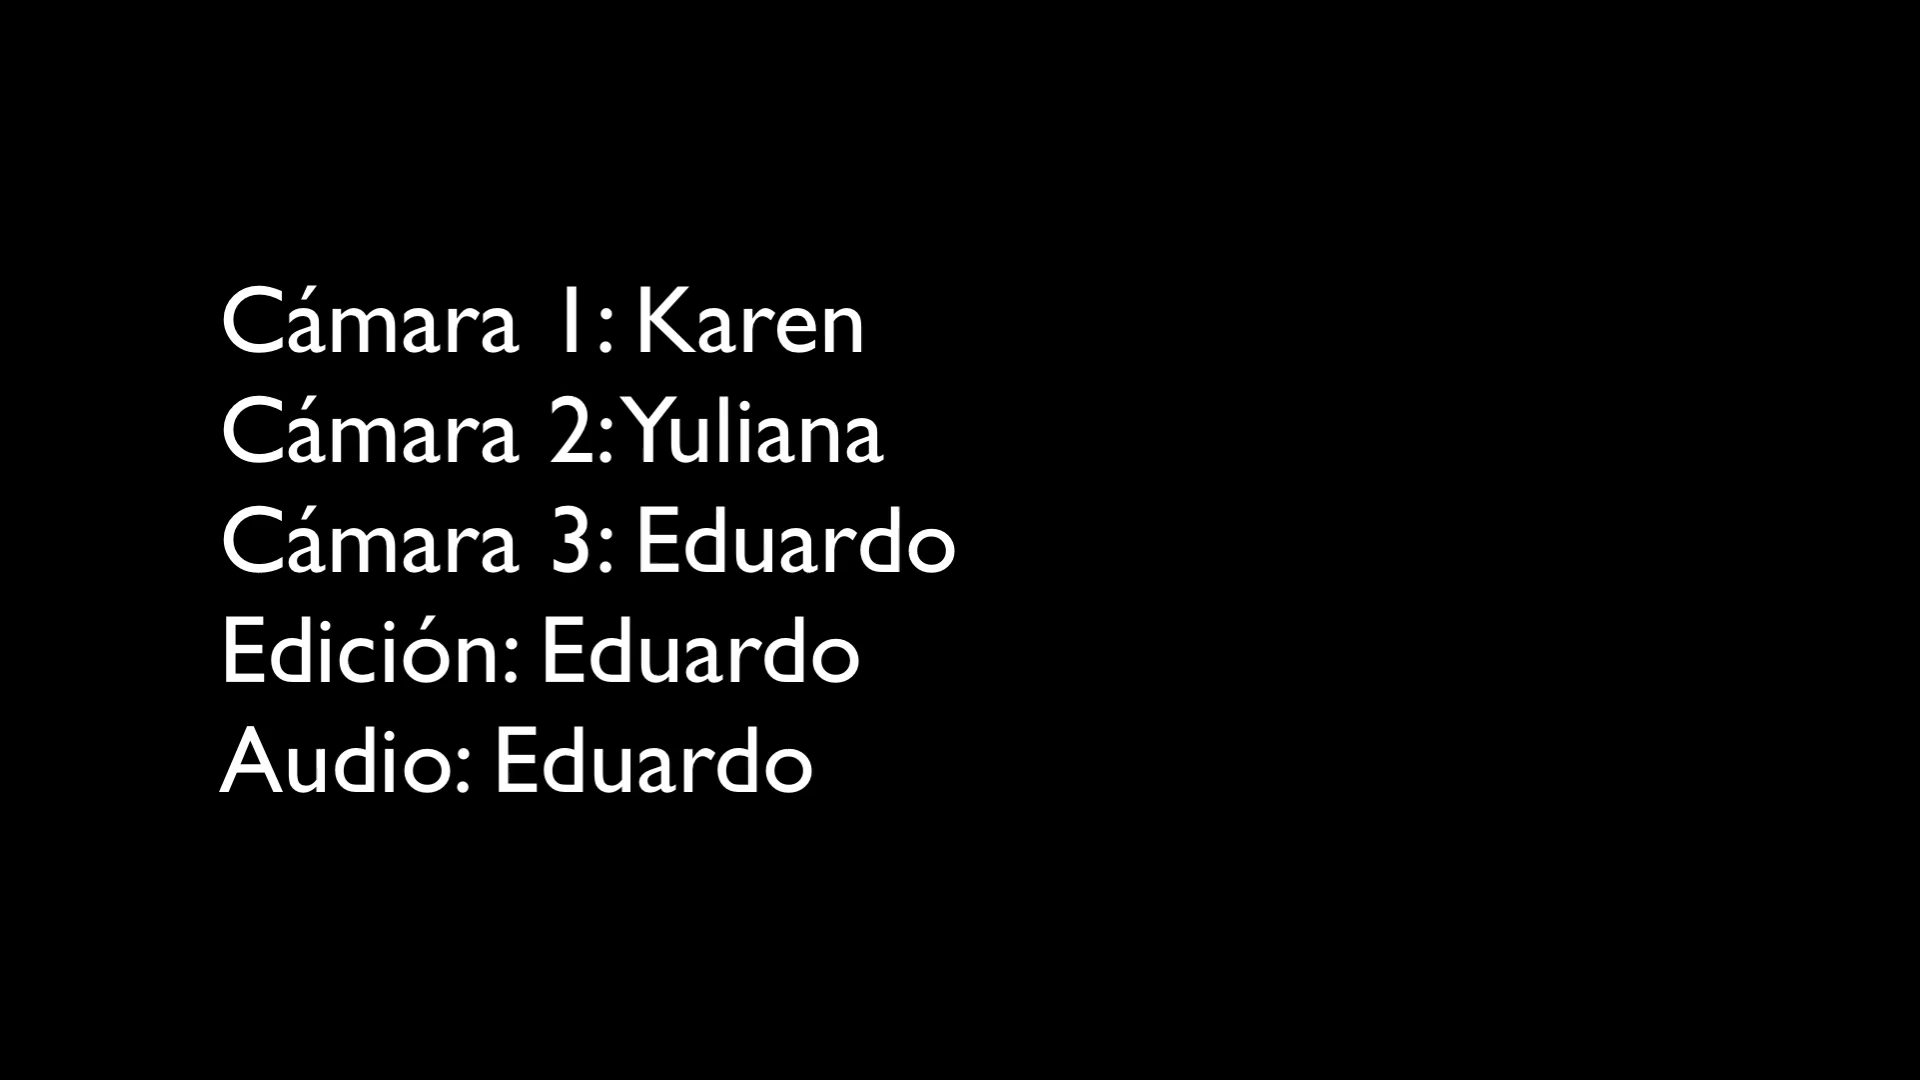 Cámara 1: Karen
Cámara 2: Yuliana
Cámara 3: Eduardo
Edición: Eduardo
Audio: Eduardo